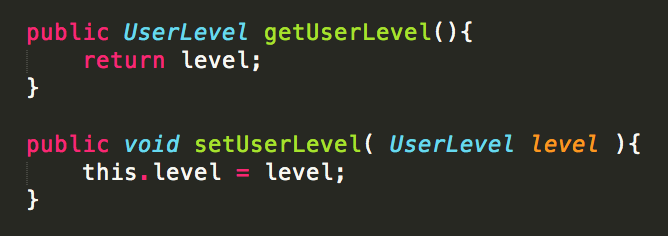 public UserLevel getUserLevel(){
    return level;
}

public void setUserLevel( UserLevel level ){
    this.level = level;
}